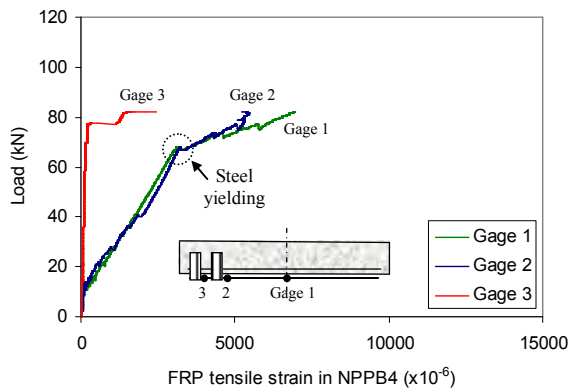 100
80
60
40
20
0
Load (kN)
Gage 3
Gage 2
Gage 1
Steel
yielding
3 2 Gage 1
Gage 1
Gage 2
Gage 3
0 5000 10000 15000
FRP tensile strain in NPPB4 (x10-6)